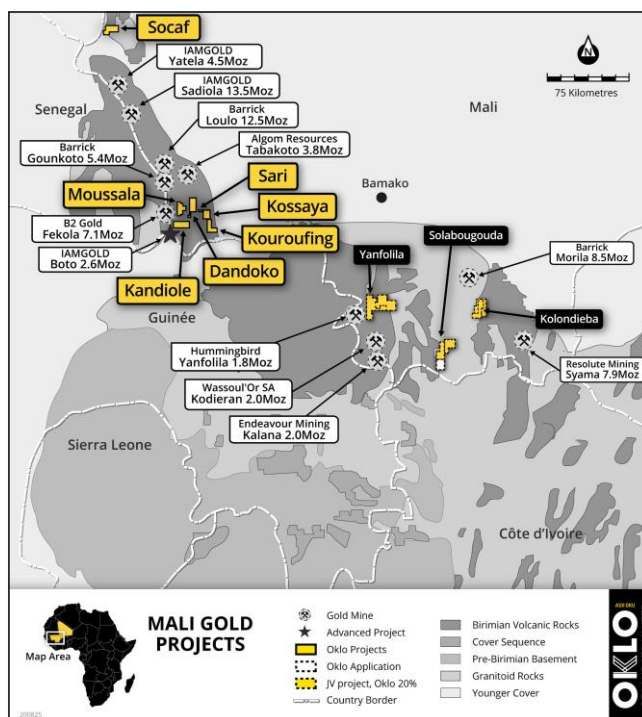 Socaf
IAMGOLD
Yatela 4.5Moz
IAMGOLD
Sadiola 13.5Moz
Senegal
Mali
75 Kilometres
N
Barrick
Loulo 12.5Moz
Algom Resources
Tabakoto 3.8Moz
Barrick
Gounkoto 5.4Moz
Sari
Bamako
Moussala
Kossaya
B2 Gold
Fekola 7.1Moz
Kouroufing
Solabougouda
IAMGOLD
Boto 2.6Moz
Dandoko
Yanfolila
Barrick
Morila 8.5Moz
Kandiole
Guinée
Kolondieba
Hummingbird
Yanfolila 1.8Moz
Resolute Mining
Syama 7.9Moz
Wassoul'Or SA
Kodieran 2.0Moz
Endeavour Mining
Kalana 2.0Moz
Sierra Leone
Côte d'Ivoire
Map Area
MALI GOLD
PROJECTS
Gold Mine
Advanced Project
Oklo Projects
Oklo Application
JV project, Oklo 20%
Country Border
Birimian Volcanic Rocks
Cover Sequence
Pre-Birimian Basement
Granitoid Rocks
Younger Cover
ASX:OKU
OKLO
200825